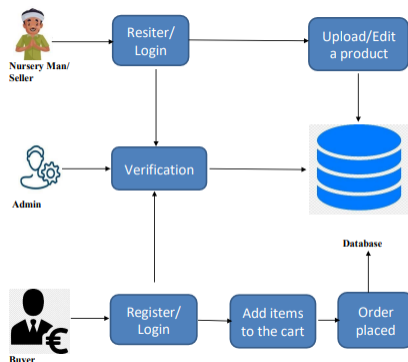 Resiter/
Login
Upload/Edit
a product
Nursery Man/
Seller
Verification
Admin
Database
Register/
Login
Add items
to the cart
Order
placed
Buyer